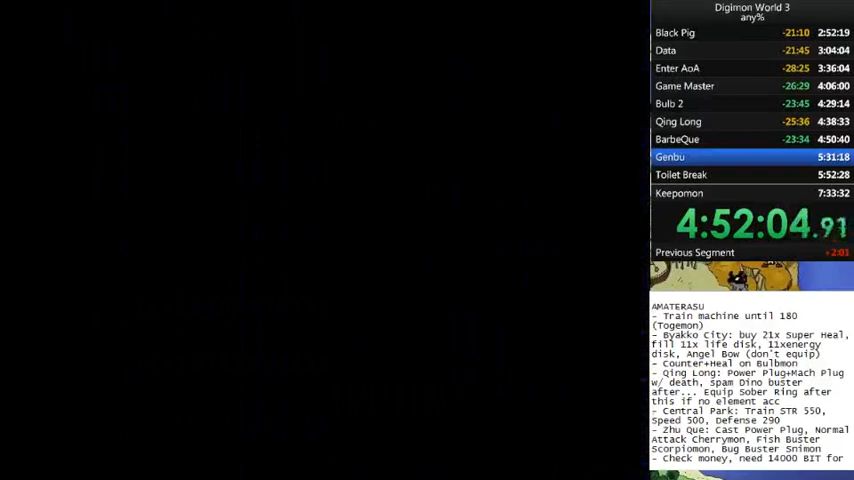 Digimon World 3
any%
Black Pig -21:10 2:52:19
Data -21:45 3:04:04
Enter AoA -28:25 3:36:04
Game Master -26:29 4:06:00
Bulb 2 -23:45 4:29:14
Qing Long -25:36 4:38:33
BarbeQue -23:34 4:50:40
Genbu 5:31:18
Toilet Break 5:52:28
Keepomon 7:33:32
4:52:04.91
Previous Segment +2:01
AMATERASU
- Train machine until 180
(Togemon)
- Byakko City: buy 21x Super Heal,
fill 11x life disk, 11xenergy
disk, Angel Bow (don't equip)
- Counter+Heal on Bulbmon
- Qing Long: Power Plug+Mach Plug
w/ death, spam Dino buster
after... Equip Sober Ring after
this if no element acc
- Central Park: Train STR 550,
Speed 500, Defense 290
- Zhu Que: Cast Power Plug, Normal
Attack Cherrymon, Fish Buster
Scorpiomon, Bug Buster Snimon
- Check money, need 14000 BIT for